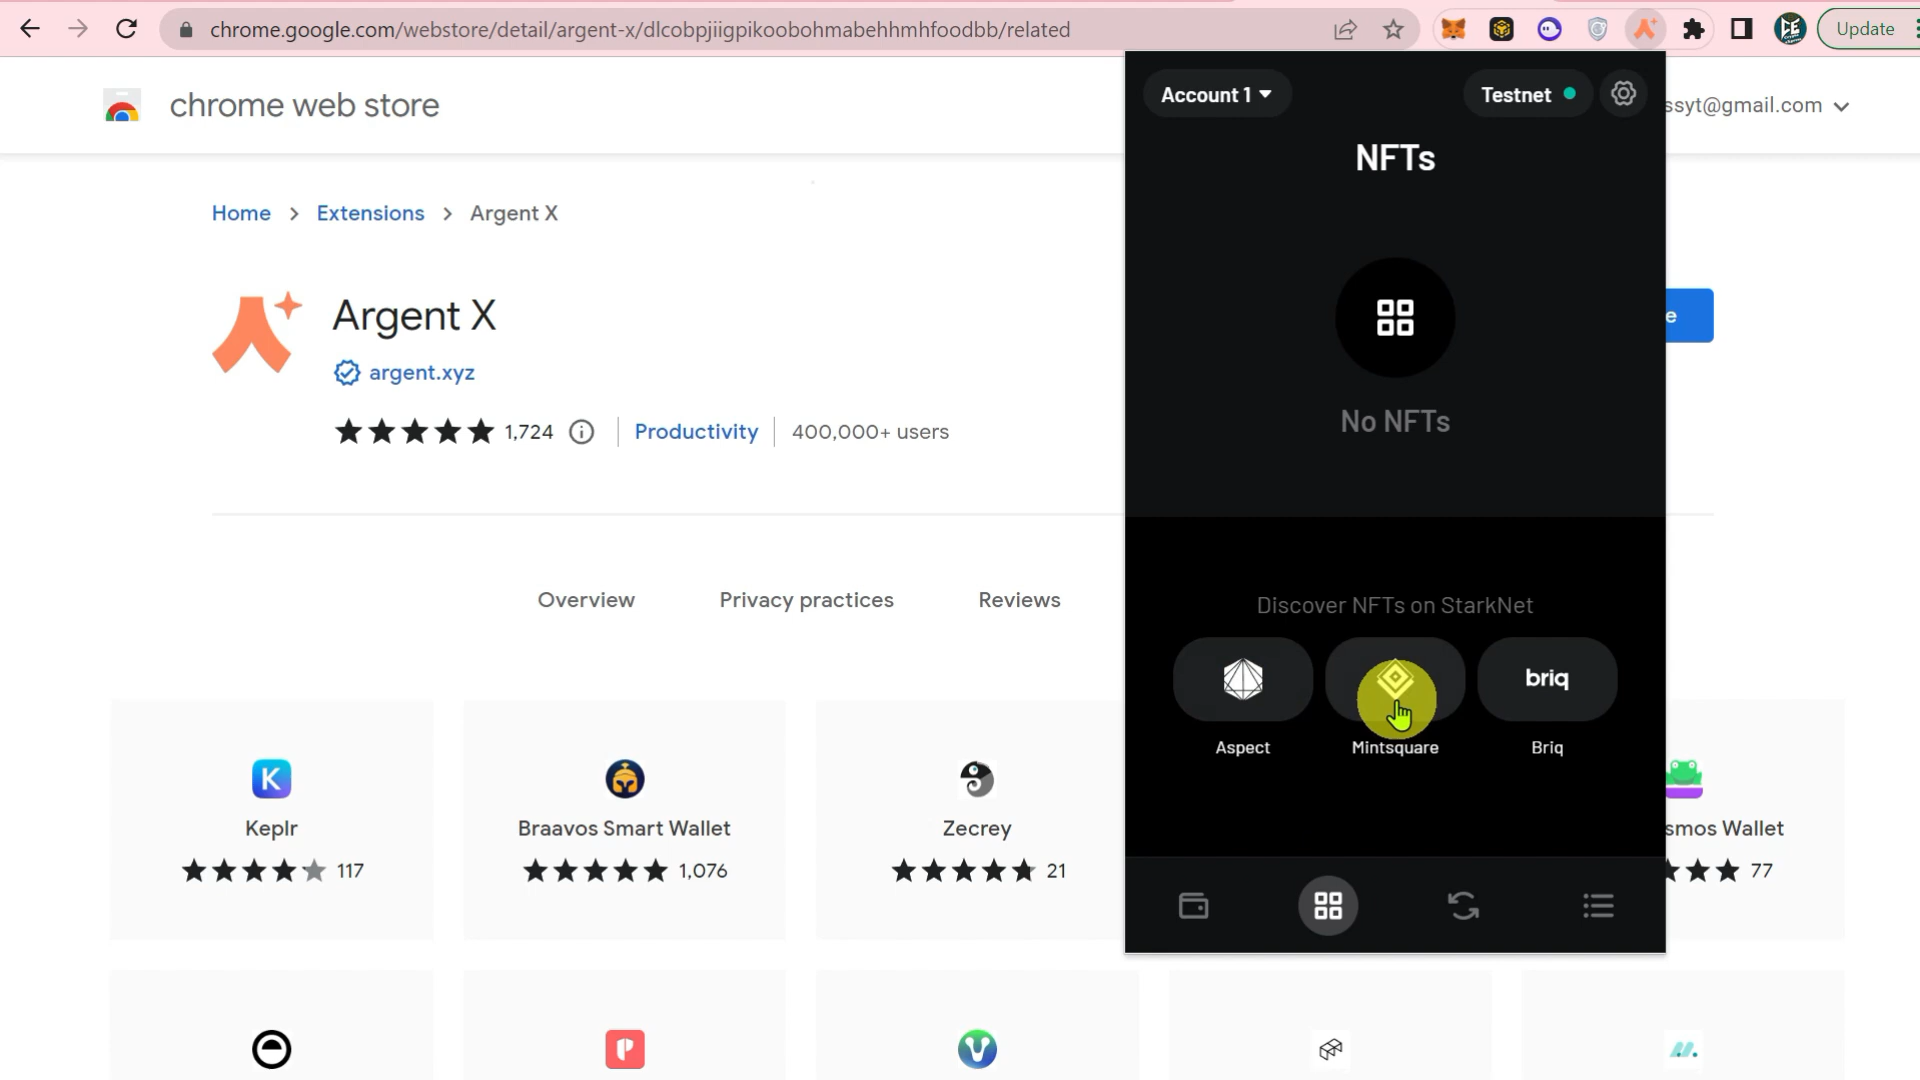 chrome.google.com/webstore/detail/argent-x/dlcobpjiigpikoobohmabehhmhfoodbb/related
Update
chrome web store
ssyt@gmail.com
Account 1
Testnet
NFTs
Home > Extensions > Argent X
Argent X
argent.xyz
1,724
Productivity
400,000+ users
e
No NFTs
Overview
Privacy practices
Reviews
Discover NFTs on StarkNet
briq
Aspect
Mintsquare
Briq
Keplr
117
Braavos Smart Wallet
1,076
Zecrey
21
smos Wallet
77